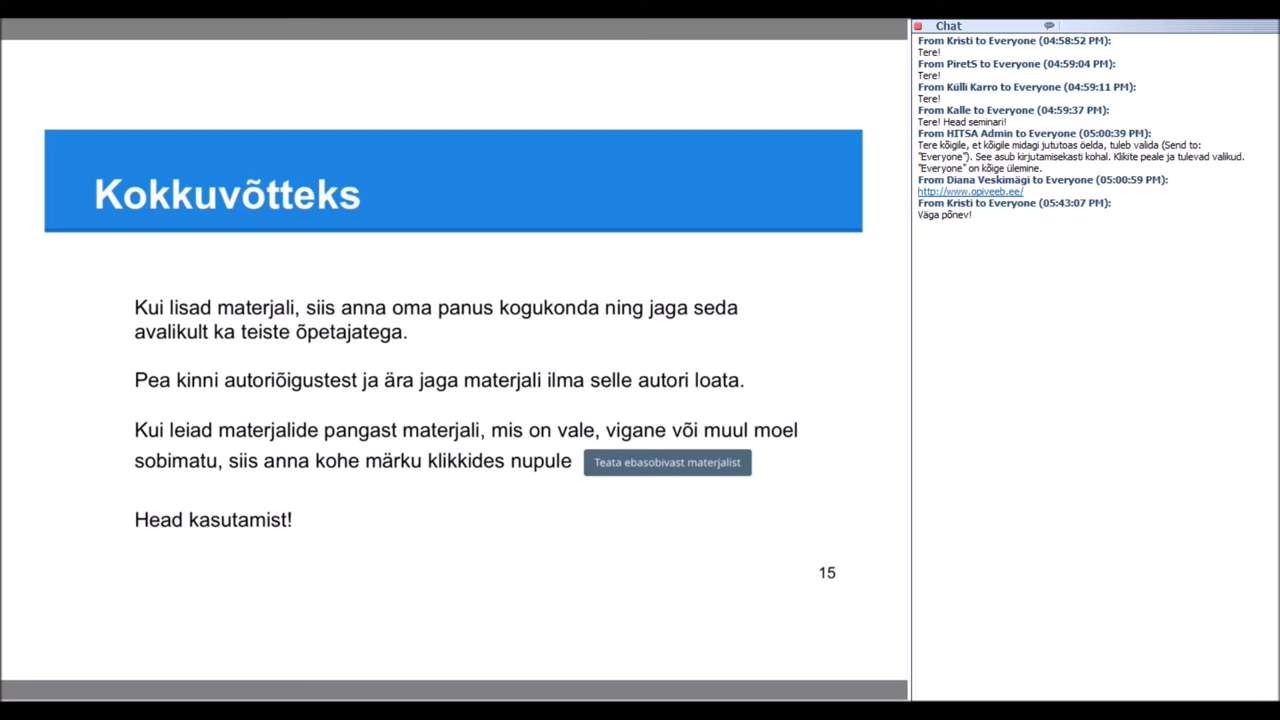 Kokkuvõtteks
Kui lisad materjali, siis anna oma panus kogukonda ning jaga seda
avalikult ka teiste õpetajatega.
Pea kinni autoriõigustest ja ära jaga materjali ilma selle autori loata.
Kui leiad materjalide pangast materjali, mis on vale, vigane või muul moel
sobimatu, siis anna kohe märku klikkides nupule Teata ebasobivast materjalist
Head kasutamist!
15
Chat
From Kristi to Everyone (04:58:52 PM):
Tere!
From PiretS to Everyone (04:59:04 PM):
Tere!
From Külli Karro to Everyone (04:59:11 PM):
Tere!
From Kalle to Everyone (04:59:37 PM):
Tere! Head seminari!
From HITSA Admin to Everyone (05:00:39 PM):
Tere kõigile, et kõigile midagi jututoas öelda, tuleb valida (Send to:
"Everyone"). See asub kirjutamisekasti kohal. Klikite peale ja tulevad valikud.
"Everyone" on kõige ülemine.
From Diana Veskimägi to Everyone (05:00:59 PM):
http://www.opiveeb.ee/
From Kristi to Everyone (05:43:07 PM):
Väga põnev!